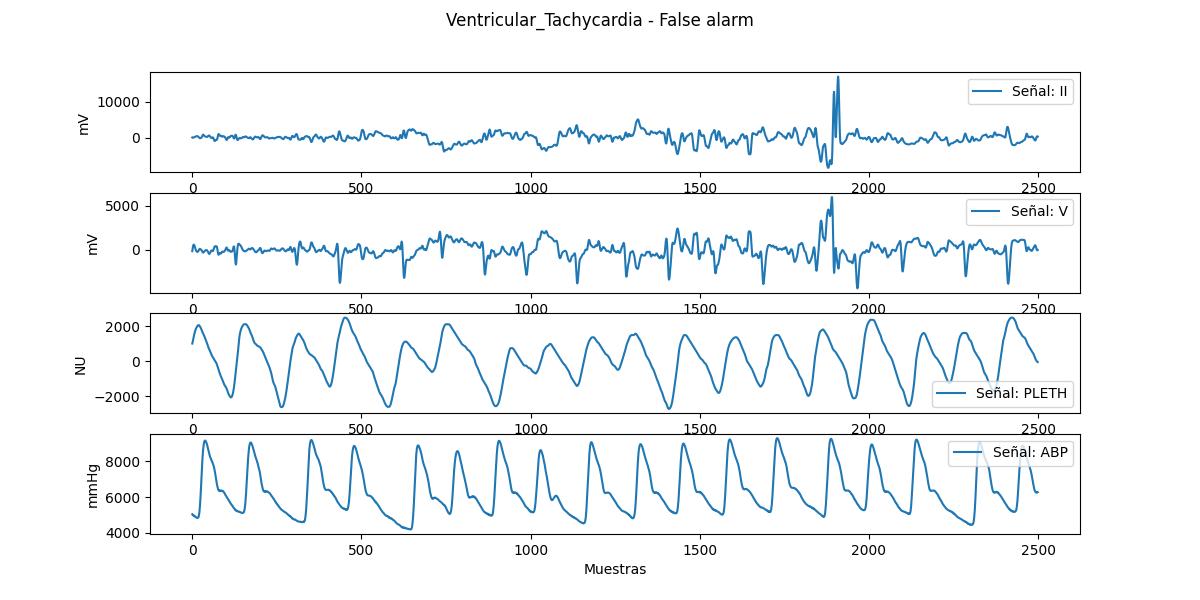 Ventricular_Tachycardia - False alarm
10000
0
mV
Señal: II
0 500 1000 1500 2000 2500
5000
0
mV
Señal: V
0 500 1000 1500 2000 2500
2000
0
−2000
NU
Señal: PLETH
0 500 1000 1500 2000 2500
8000
6000
4000
mmHg
Señal: ABP
0 500 1000 1500 2000 2500
Muestras